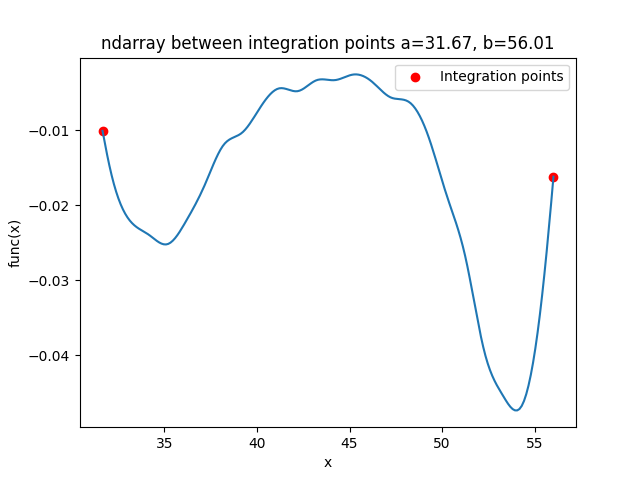 ndarray between integration points a=31.67, b=56.01
Integration points
−0.01
−0.02
−0.03
−0.04
func(x)
35
40
45
50
55
x